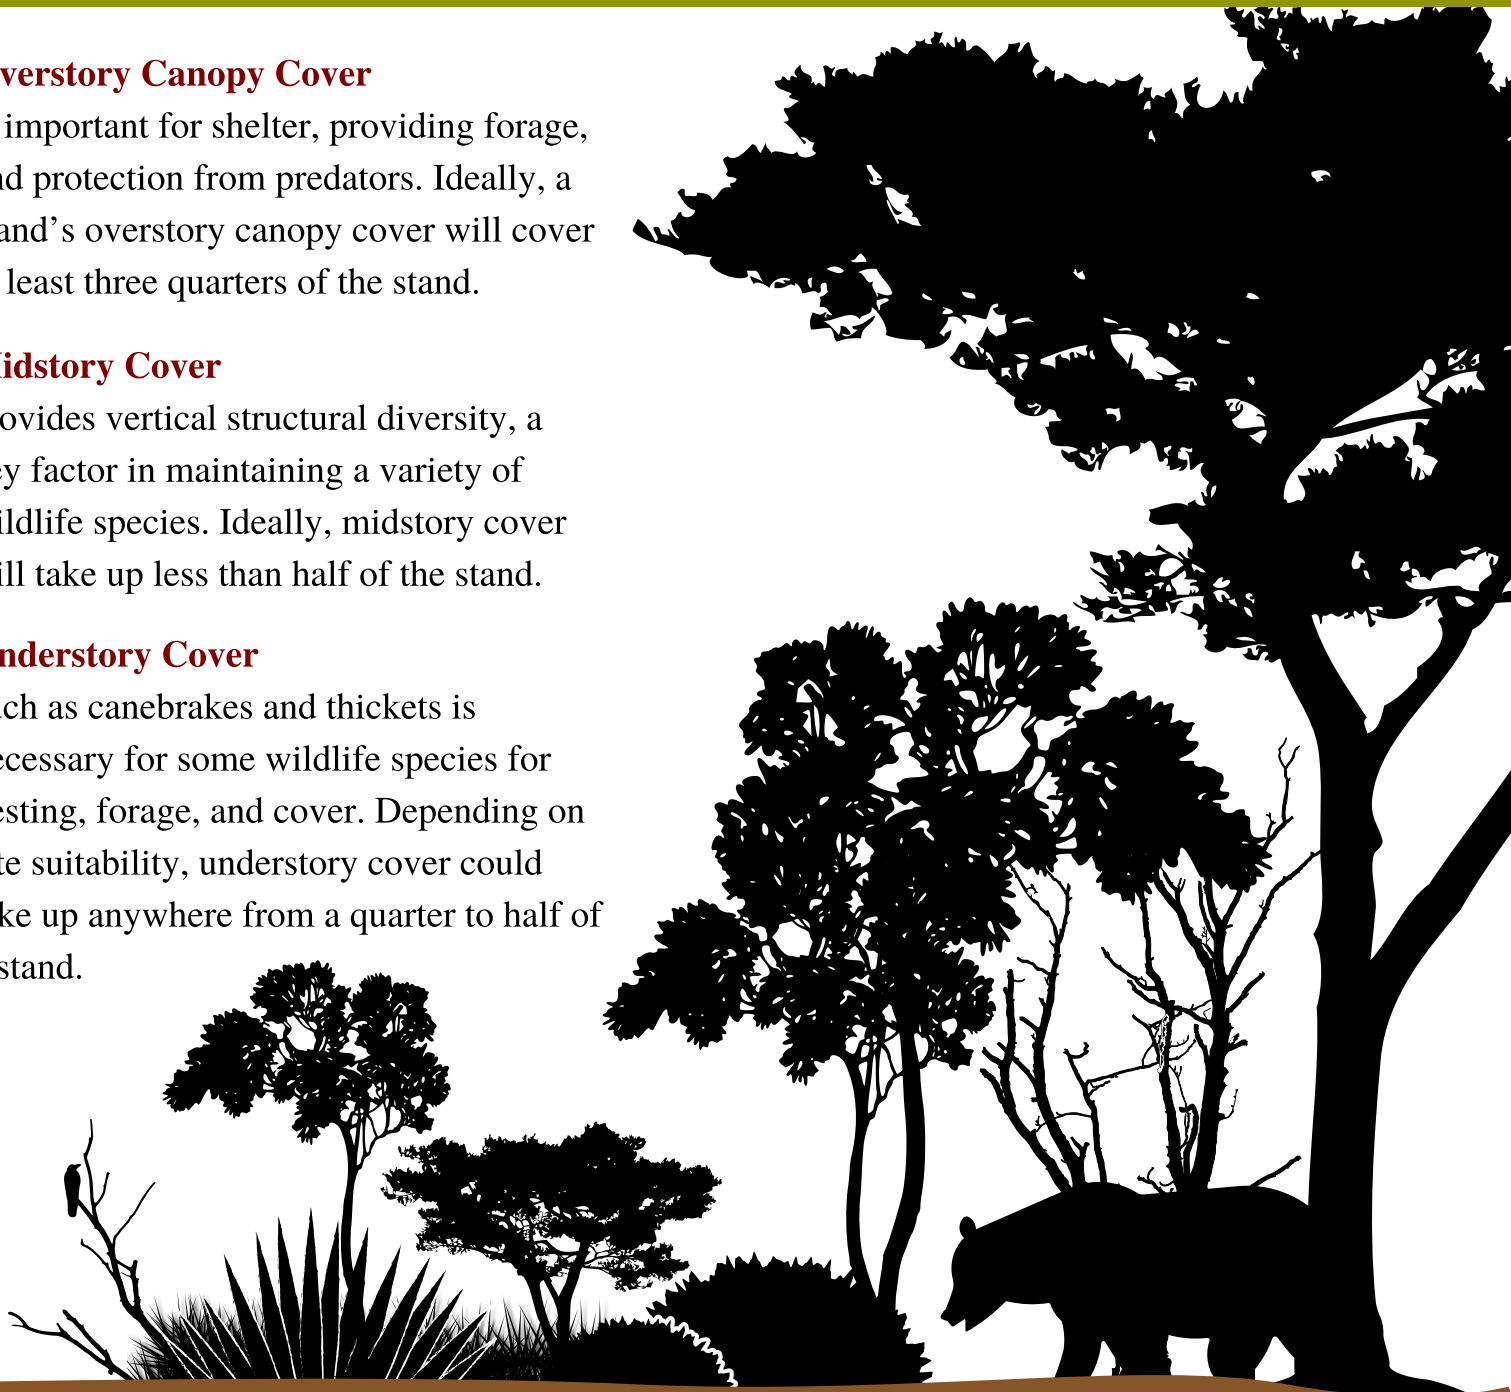 verstory Canopy Cover
important for shelter, providing forage,
nd protection from predators. Ideally, a
and’s overstory canopy cover will cover
least three quarters of the stand.
idstory Cover
ovides vertical structural diversity, a
ey factor in maintaining a variety of
ildlife species. Ideally, midstory cover
ill take up less than half of the stand.
nderstory Cover
ch as canebrakes and thickets is
ecessary for some wildlife species for
esting, forage, and cover. Depending on
te suitability, understory cover could
ke up anywhere from a quarter to half of
stand.